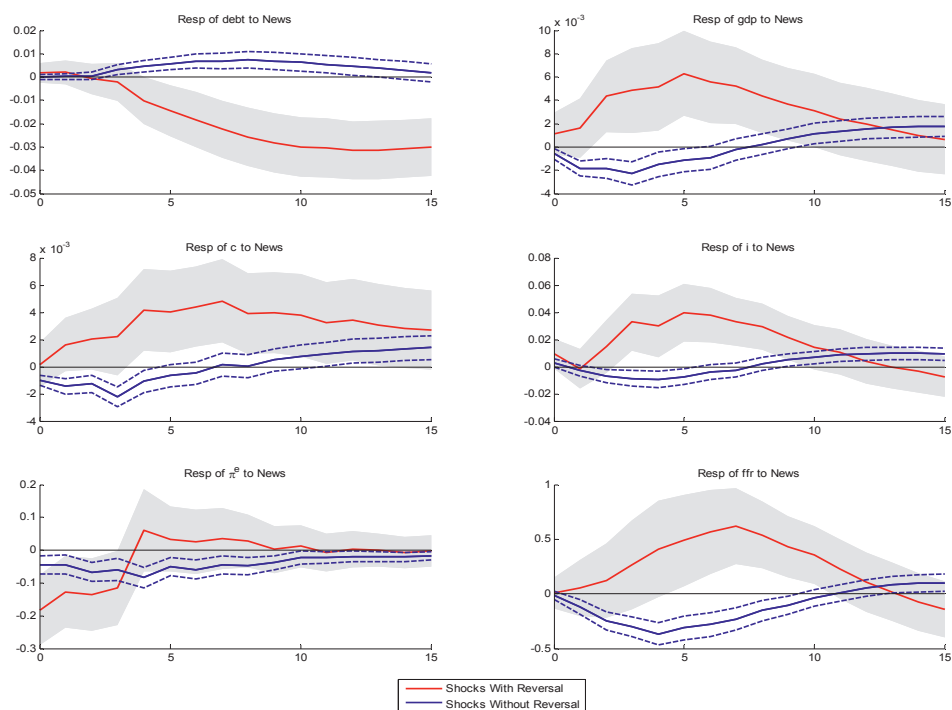 Resp of debt to News
0.02
0.01
0
-0.01
-0.02
-0.03
-0.04
-0.05
0 5 10 15
Resp of gdp to News
x 10^-3
10
8
6
4
2
0
-2
-4
0 5 10 15
Resp of c to News
x 10^-3
8
6
4
2
0
-2
-4
0 5 10 15
Resp of i to News
0.08
0.06
0.04
0.02
0
-0.02
-0.04
0 5 10 15
Resp of π^e to News
0.2
0.1
0
-0.1
-0.2
-0.3
0 5 10 15
Resp of ffr to News
1
0.5
0
-0.5
0 5 10 15
Shocks With Reversal
Shocks Without Reversal